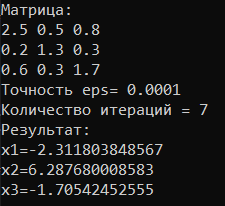 Матрица:
2.5 0.5 0.8
0.2 1.3 0.3
0.6 0.3 1.7
Точность eps= 0.0001
Количество итераций = 7
Результат:
x1=-2.311803848567
x2=6.287680008583
x3=-1.70542452555